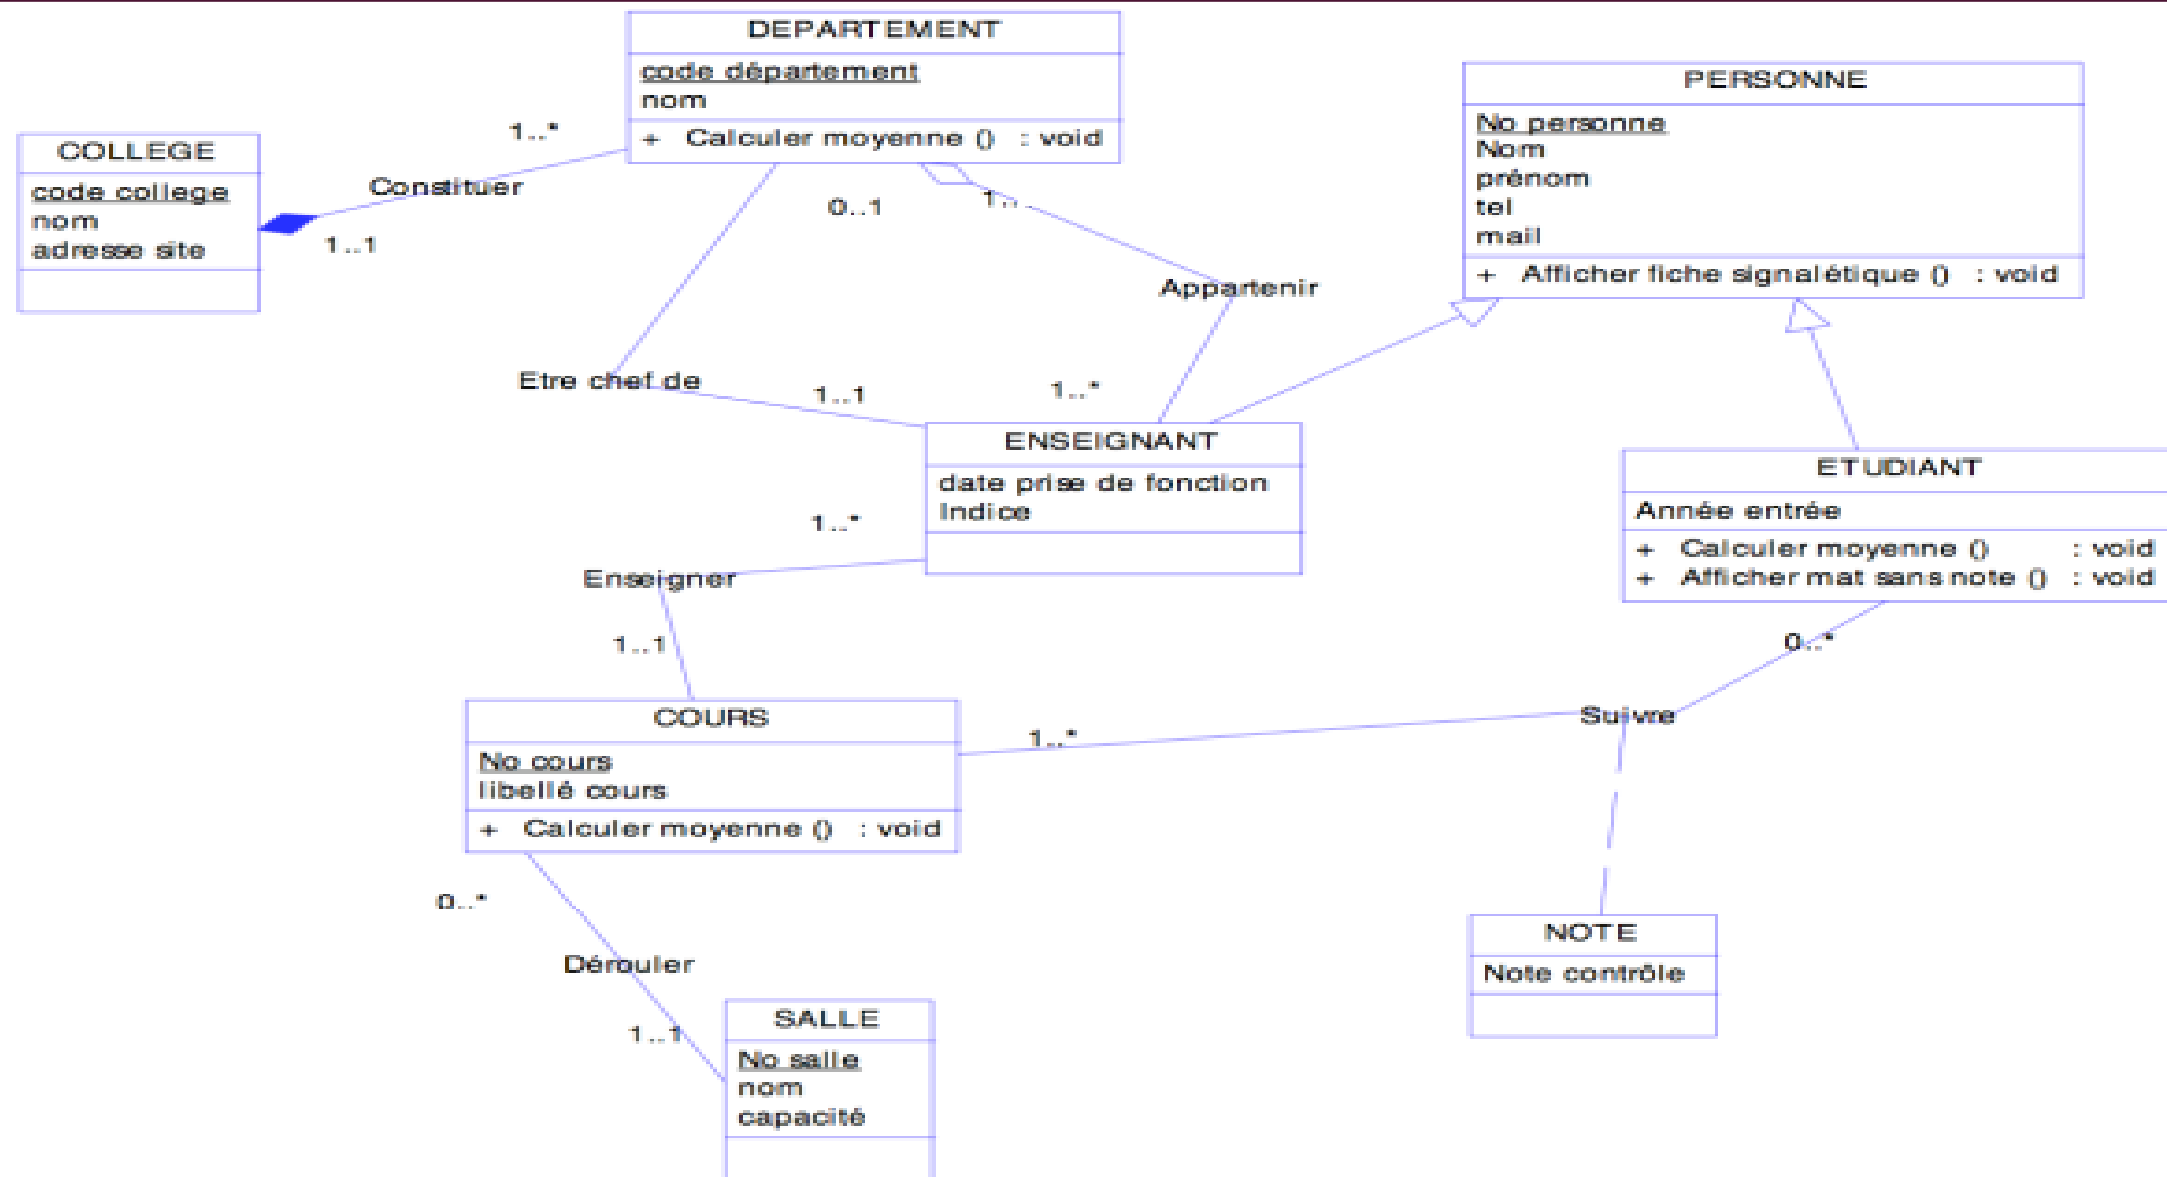 DEPARTEMENT
code département
nom
+ Calculer moyenne () : void
PERSONNE
No personne
Nom
prénom
tel
mail
+ Afficher fiche signalétique () : void
COLLEGE
code college
nom
adresse site
1..*
Constituer
1..1
0..1
Appartenir
Etre chef de
1..1
1..*
ENSEIGNANT
date prise de fonction
Indice
ETUDIANT
Année entrée
+ Calculer moyenne () : void
+ Afficher mat sans note () : void
1..*
Enseigner
1..1
0..*
Suivre
1..*
COURS
No cours
libellé cours
+ Calculer moyenne () : void
0..*
Dérouler
1..1
NOTE
Note contrôle
SALLE
No salle
nom
capacité